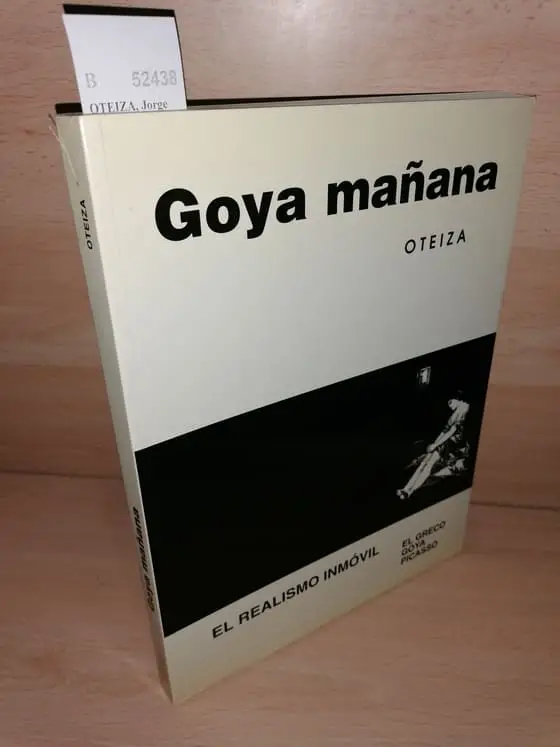 B 52438
OTEIZA, Jorge
Goya mañana
OTEIZA
EL REALISMO INMÓVIL
EL GRECO
GOYA
PICASSO
OTEIZA
Goya mañana